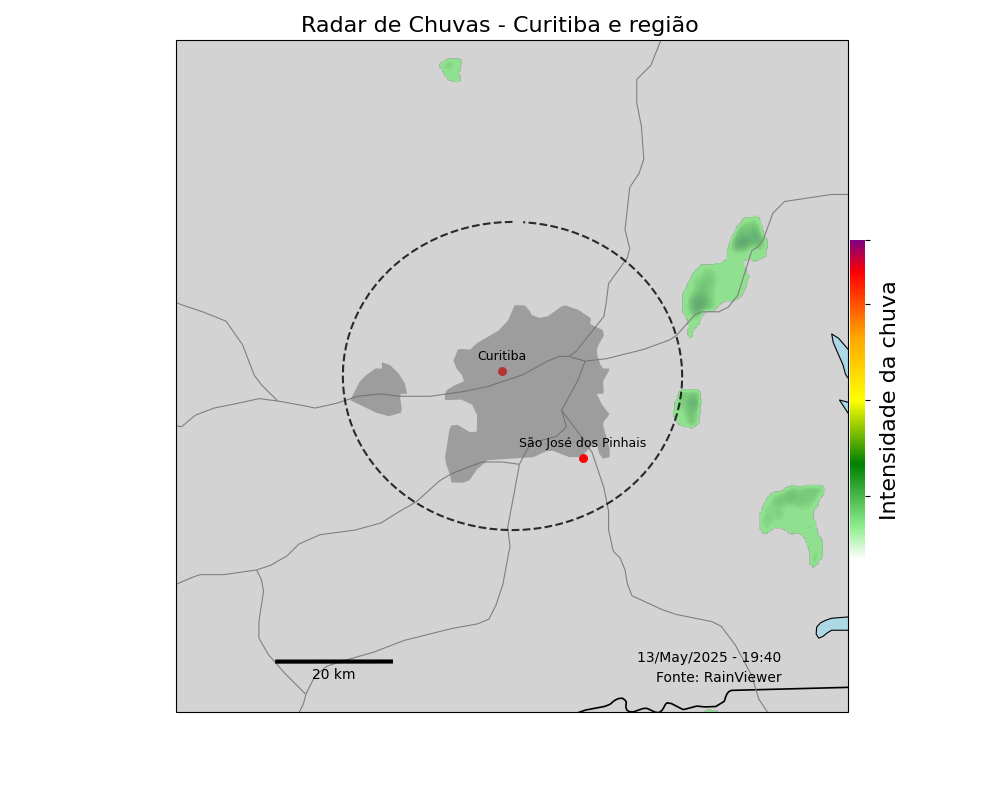 Radar de Chuvas - Curitiba e região
Curitiba
São José dos Pinhais
Intensidade da chuva
13/May/2025 - 19:40
Fonte: RainViewer
20 km